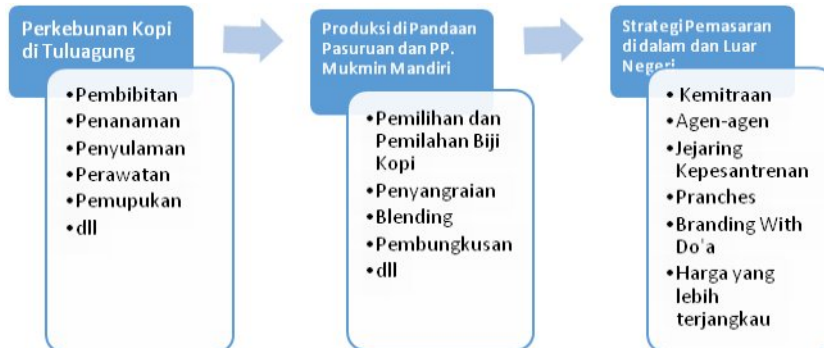 Perkebunan Kopi
di Tuluagung
•Pembibitan
•Penanaman
•Penyulaman
•Perawatan
•Pemupukan
•dll
Produksi di Pandaan
Pasuruan dan PP.
Mukmin Mandiri
•Pemilihan dan
Pemilahan Biji
Kopi
•Penyangraian
•Blending
•Pembungkusan
•dll
Strategi Pemasaran
di dalam dan Luar
Negeri
• Kemitraan
•Agen-agen
•Jejaring
Kepesantrenan
•Pranches
•Branding With
Do'a
•Harga yang
lebih
terjangkau